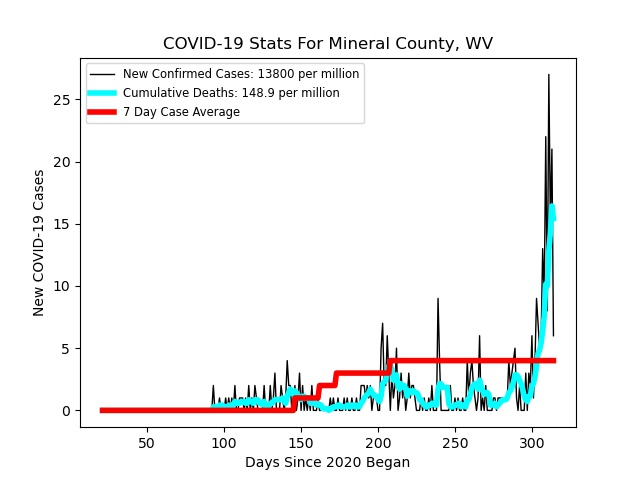 COVID-19 Stats For Mineral County, WV
New Confirmed Cases: 13800 per million
Cumulative Deaths: 148.9 per million
7 Day Case Average
New COVID-19 Cases
25
20
15
10
5
0
50 100 150 200 250 300
Days Since 2020 Began